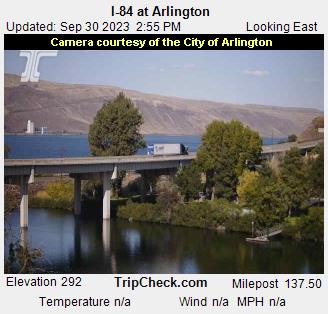 I-84 at Arlington
Updated: Sep 30 2023 2:55 PM Looking East
Camera courtesy of the City of Arlington
Elevation 292 TripCheck.com Milepost 137.50
Temperature n/a Wind n/a MPH n/a